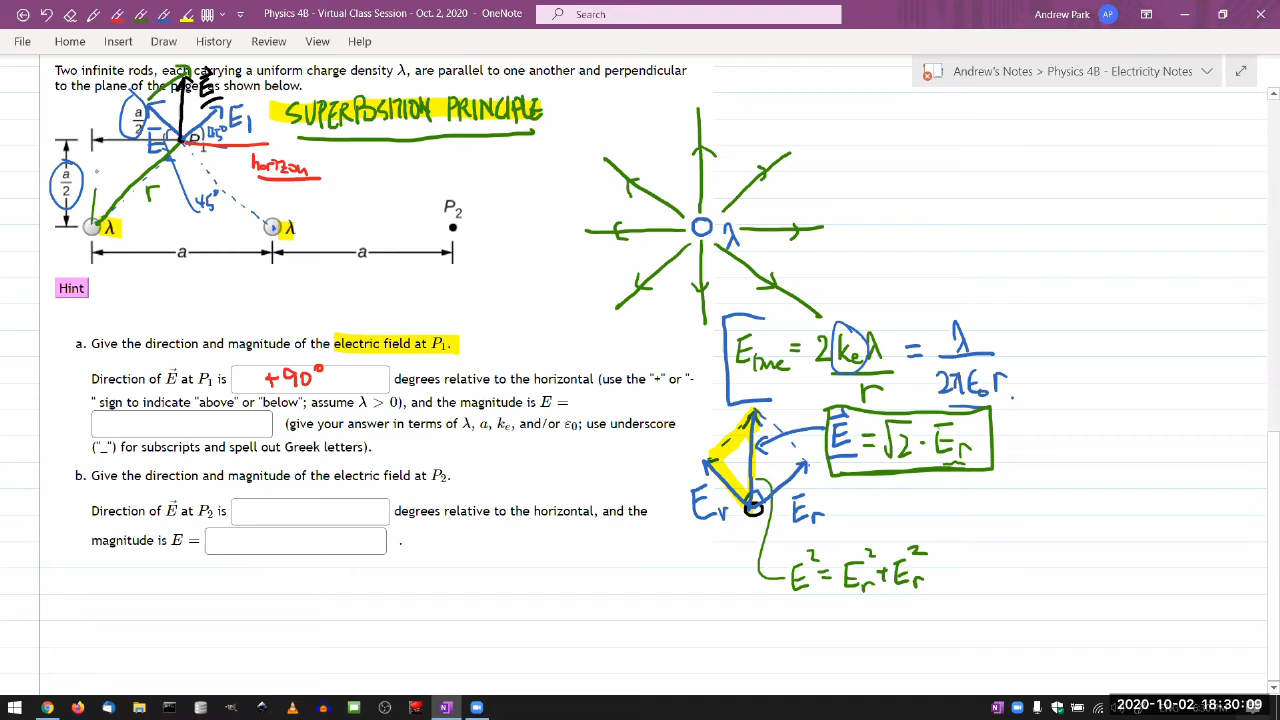 Physics 4B - Virtual Class Session - Oct. 2, 2020 - OneNote
Search
Andrew Park
AP
File Home Insert Draw History Review View Help
Andrew's Notes - Physics 4B - Electricity Notes
Two infinite rods, each carrying a uniform charge density λ, are parallel to one another and perpendicular
to the plane of the page as shown below.
SUPERPOSITION PRINCIPLE
E
a/2
E1
45°
P1
E
horizon
a/2
r
45°
λ
λ
P2
a
a
λ
Hint
E line = 2 ke λ / r = λ / 2πε0 r
a. Give the direction and magnitude of the electric field at P1.
Direction of E⃗ at P1 is +90° degrees relative to the horizontal (use the "+" or "-
" sign to indicate "above" or "below"; assume λ > 0), and the magnitude is E =
(give your answer in terms of λ, a, ke, and/or ε0; use underscore
("_") for subscripts and spell out Greek letters).
E = √2 · Er
b. Give the direction and magnitude of the electric field at P2.
Direction of E⃗ at P2 is degrees relative to the horizontal, and the
magnitude is E = .
Er
Er
E² = Er² + Er²
2020-10-02 18:30:09